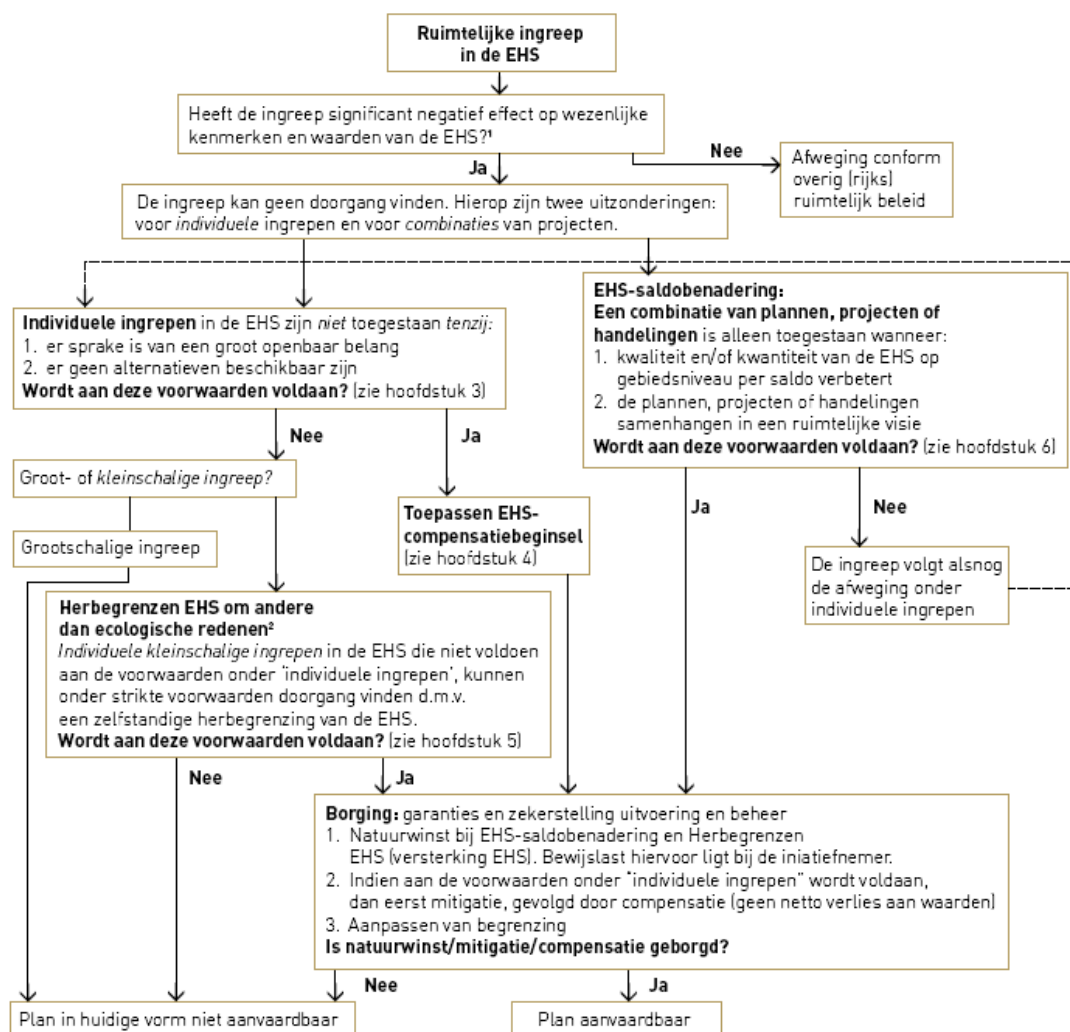 Ruimtelijke ingreep
in de EHS
Heeft de ingreep significant negatief effect op wezenlijke
kenmerken en waarden van de EHS?¹
Nee
Afweging conform
overig (rijks)
ruimtelijk beleid
Ja
De ingreep kan geen doorgang vinden. Hierop zijn twee uitzonderingen:
voor individuele ingrepen en voor combinaties van projecten.
Individuele ingrepen in de EHS zijn niet toegestaan tenzij:
1. er sprake is van een groot openbaar belang
2. er geen alternatieven beschikbaar zijn
Wordt aan deze voorwaarden voldaan? (zie hoofdstuk 3)
EHS-saldobenadering:
Een combinatie van plannen, projecten of
handelingen is alleen toegestaan wanneer:
1. kwaliteit en/of kwantiteit van de EHS op
gebiedsniveau per saldo verbetert
2. de plannen, projecten of handelingen
samenhangen in een ruimtelijke visie
Wordt aan deze voorwaarden voldaan? (zie hoofdstuk 6)
Nee
Ja
Groot- of kleinschalige ingreep?
Grootschalige ingreep
Toepassen EHS-
compensatiebeginsel
(zie hoofdstuk 4)
Ja
Nee
De ingreep volgt alsnog
de afweging onder
individuele ingrepen
Herbegrenzen EHS om andere
dan ecologische redenen²
Individuele kleinschalige ingrepen in de EHS die niet voldoen
aan de voorwaarden onder 'individuele ingrepen', kunnen
onder strikte voorwaarden doorgang vinden d.m.v.
een zelfstandige herbegrenzing van de EHS.
Wordt aan deze voorwaarden voldaan? (zie hoofdstuk 5)
Nee
Ja
Borging: garanties en zekerstelling uitvoering en beheer
1. Natuurwinst bij EHS-saldobenadering en Herbegrenzen
EHS (versterking EHS). Bewijslast hiervoor ligt bij de iniatiefnemer.
2. Indien aan de voorwaarden onder "individuele ingrepen" wordt voldaan,
dan eerst mitigatie, gevolgd door compensatie (geen netto verlies aan waarden)
3. Aanpassen van begrenzing
Is natuurwinst/mitigatie/compensatie geborgd?
Nee
Ja
Plan in huidige vorm niet aanvaardbaar
Plan aanvaardbaar